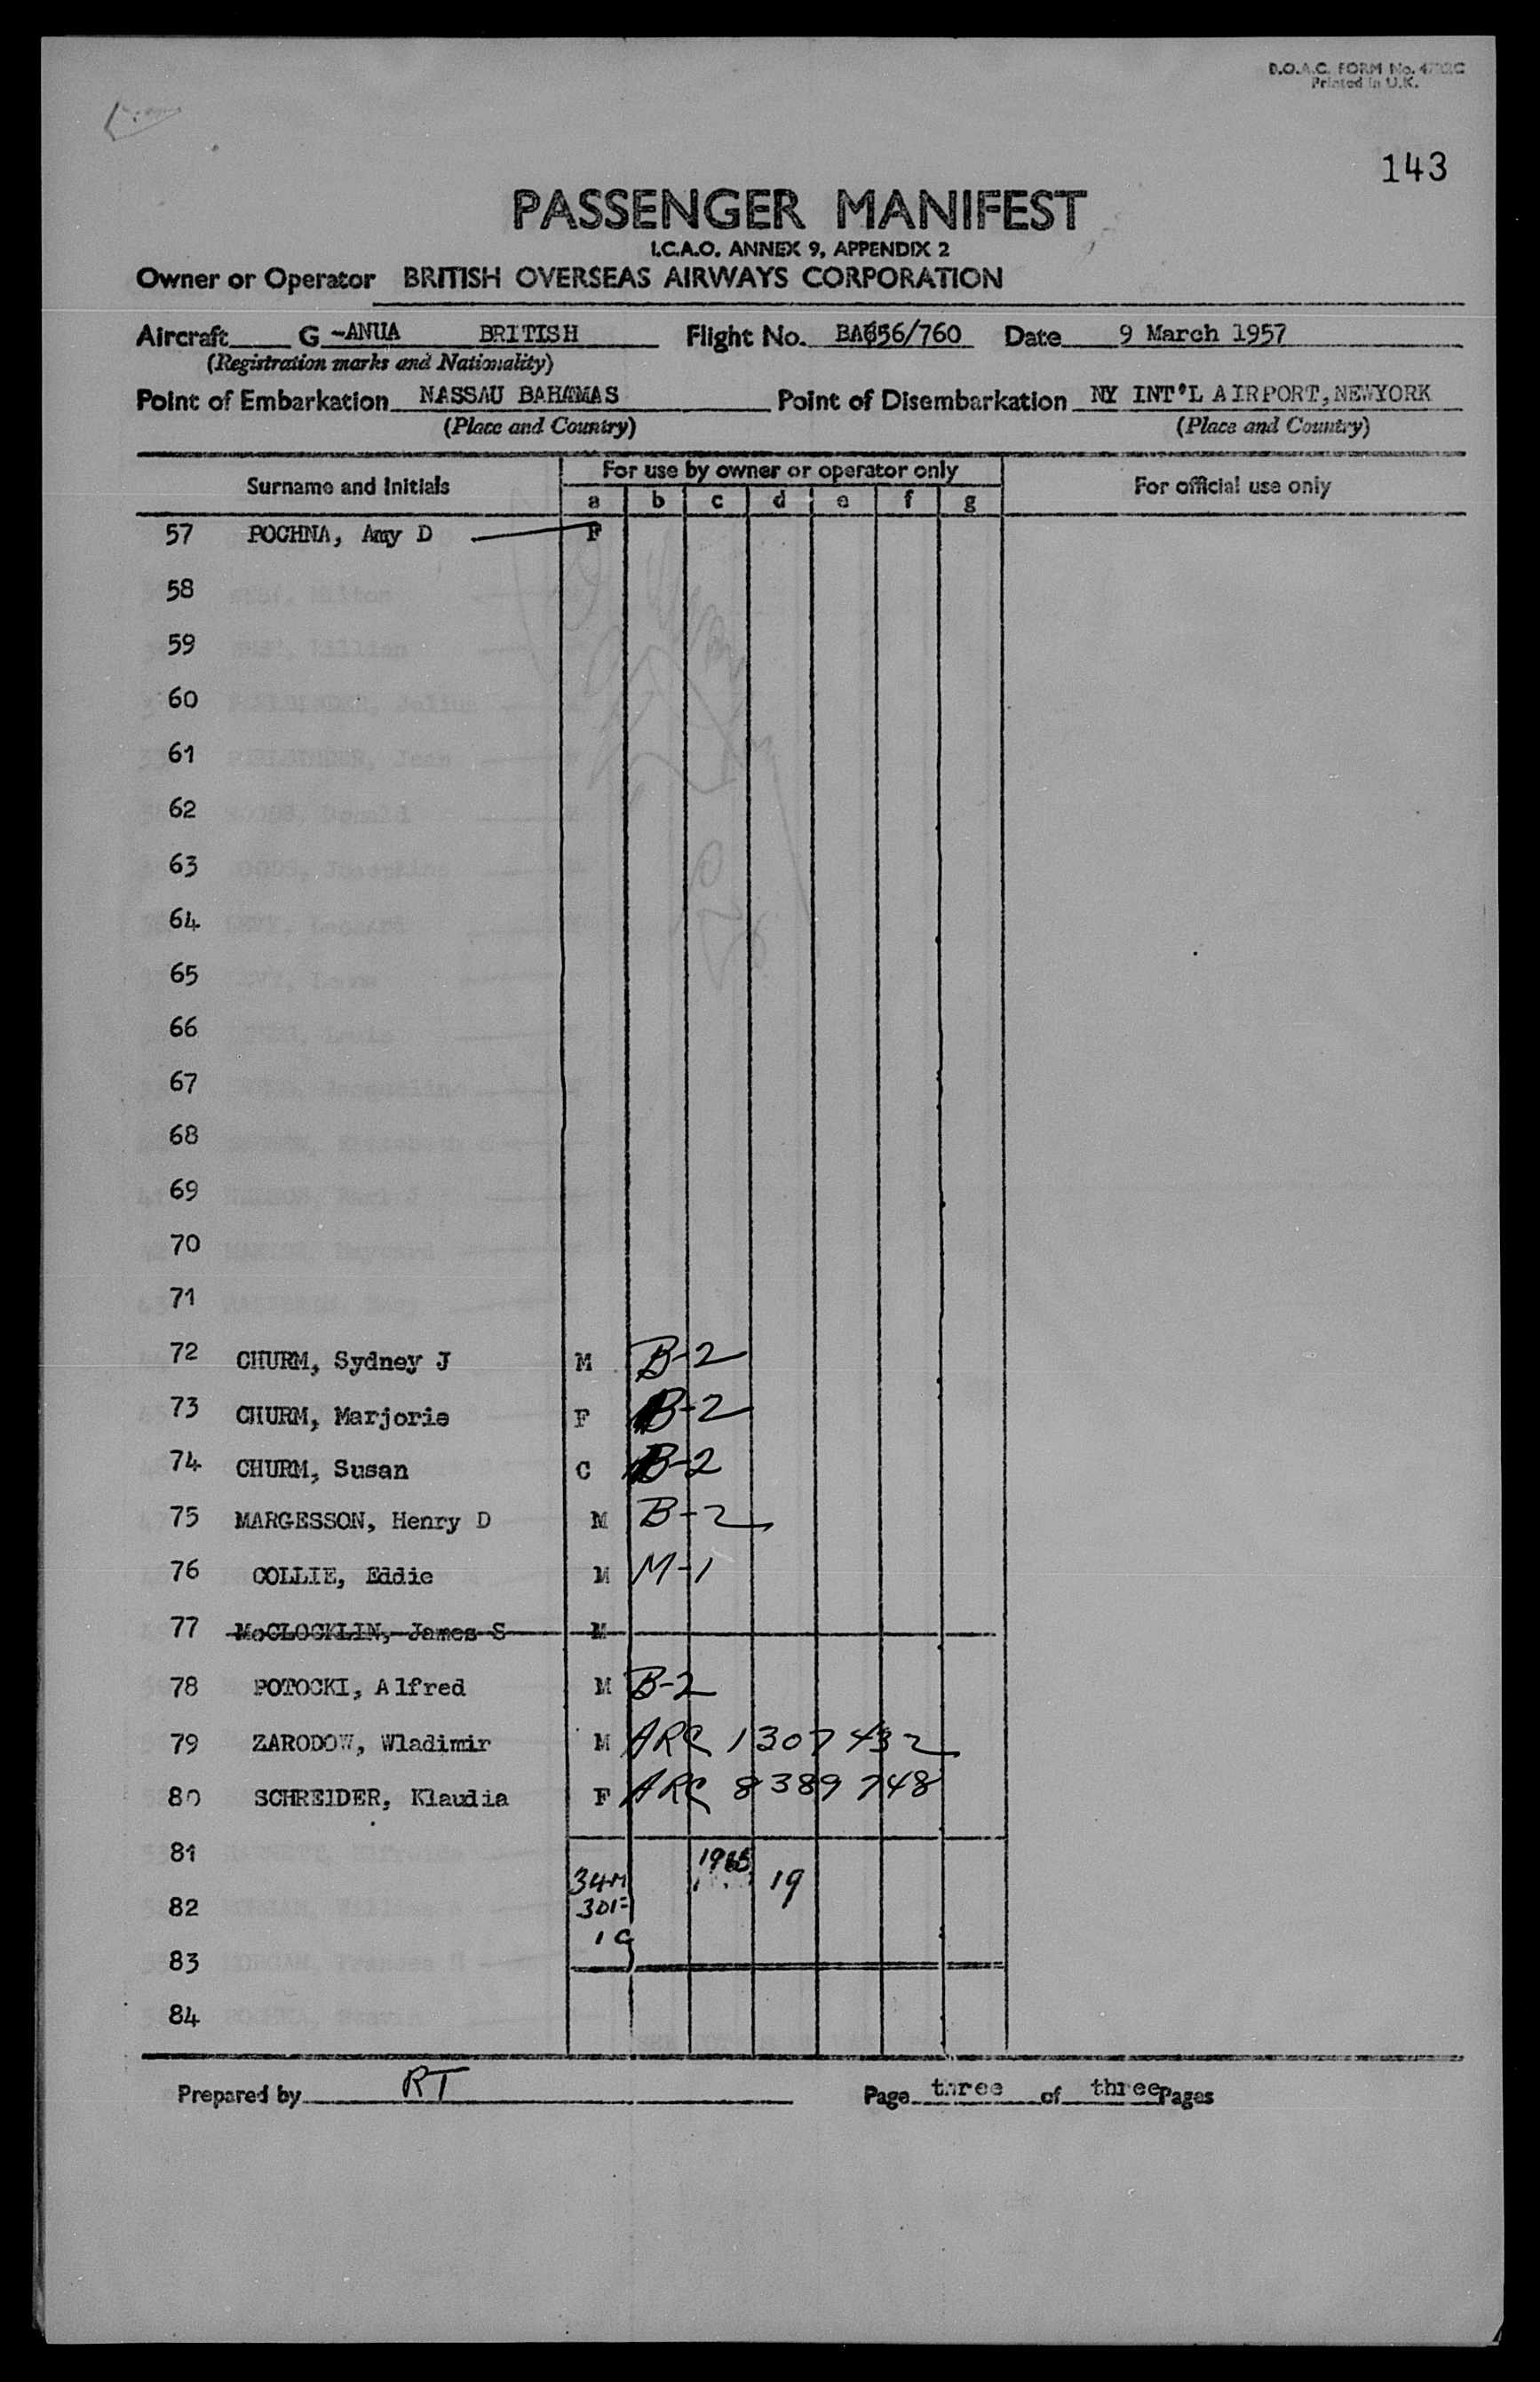 B.O.A.C. FORM No.
Printed in U.K.
143
PASSENGER MANIFEST
I.C.A.O. ANNEX 9, APPENDIX 2
Owner or Operator BRITISH OVERSEAS AIRWAYS CORPORATION
Aircraft G -ANUA BRITISH Flight No. BA656/760 Date 9 March 1957
(Registration marks and Nationality)
Point of Embarkation NASSAU BAHAMAS Point of Disembarkation NY INT'L AIRPORT, NEWYORK
(Place and Country) (Place and Country)
For use by owner or operator only
Surname and Initials For official use only
a b c d e f g
57 POCHNA, Amy D F
58
59
60
61
62
63
64
65
66
67
68
69
70
71
72 CHURM, Sydney J M B-2
73 CHURM, Marjorie F B-2
74 CHURM, Susan C B-2
75 MARGESSON, Henry D M B-2
76 COLLIE, Eddie M M-1
77 McCLOCKLIN, James S M
78 POTOCKI, Alfred M B-2
79 ZARODOW, Wladimir M ARC 1307432
80 SCHREIDER, Klaudia F ARC 8389748
81
34M 19
82 30F
1C
83
84
Prepared by RT Page three of three Pages